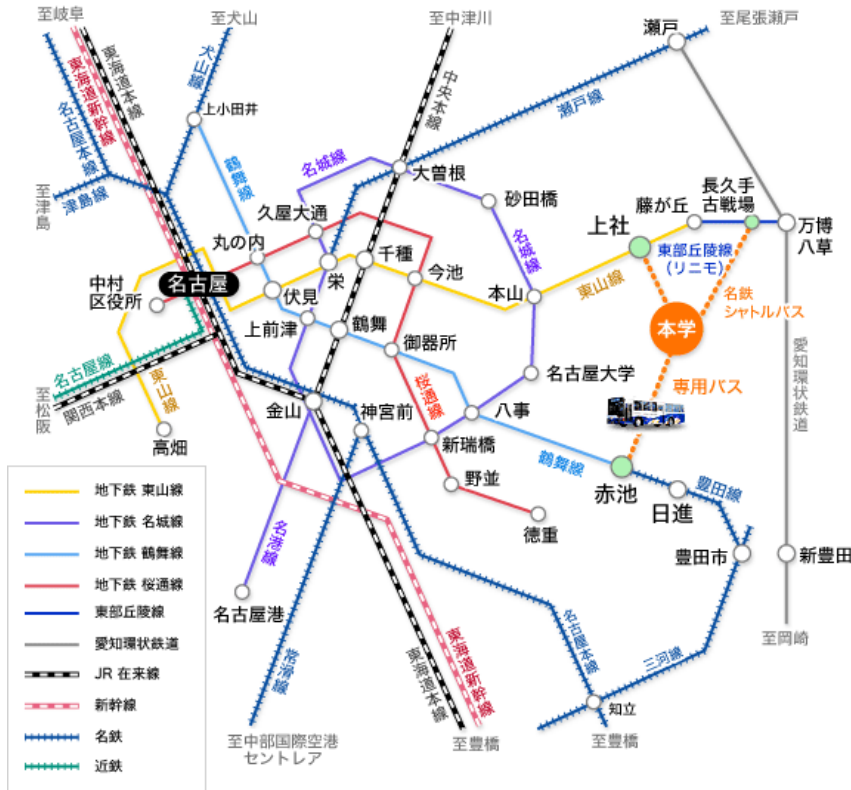 至岐阜
至犬山
至中津川
至尾張瀬戸
東海道本線
東海道新幹線
名古屋本線
犬山線
中央本線
瀬戸
瀬戸線
上小田井
鶴舞線
名城線
大曽根
砂田橋
至津島
津島線
久屋大通
丸の内
名城線
藤が丘
長久手
古戦場
万博
八草
上社
東部丘陵線
(リニモ)
千種
栄
今池
中村
区役所
名古屋
伏見
本山
東山線
名鉄
シャトルバス
上前津
鶴舞
御器所
本学
愛知環状鉄道
名古屋線
関西本線
至松阪
東山線
名古屋大学
専用バス
桜通線
金山
神宮前
八事
高畑
新瑞橋
鶴舞線
野並
赤池
日進
豊田線
徳重
地下鉄 東山線
地下鉄 名城線
地下鉄 鶴舞線
地下鉄 桜通線
東部丘陵線
愛知環状鉄道
JR 在来線
新幹線
名鉄
近鉄
名港線
名古屋港
豊田市
新豊田
至岡崎
名古屋本線
三河線
常滑線
東海道本線
東海道新幹線
知立
至中部国際空港
セントレア
至豊橋
至豊橋